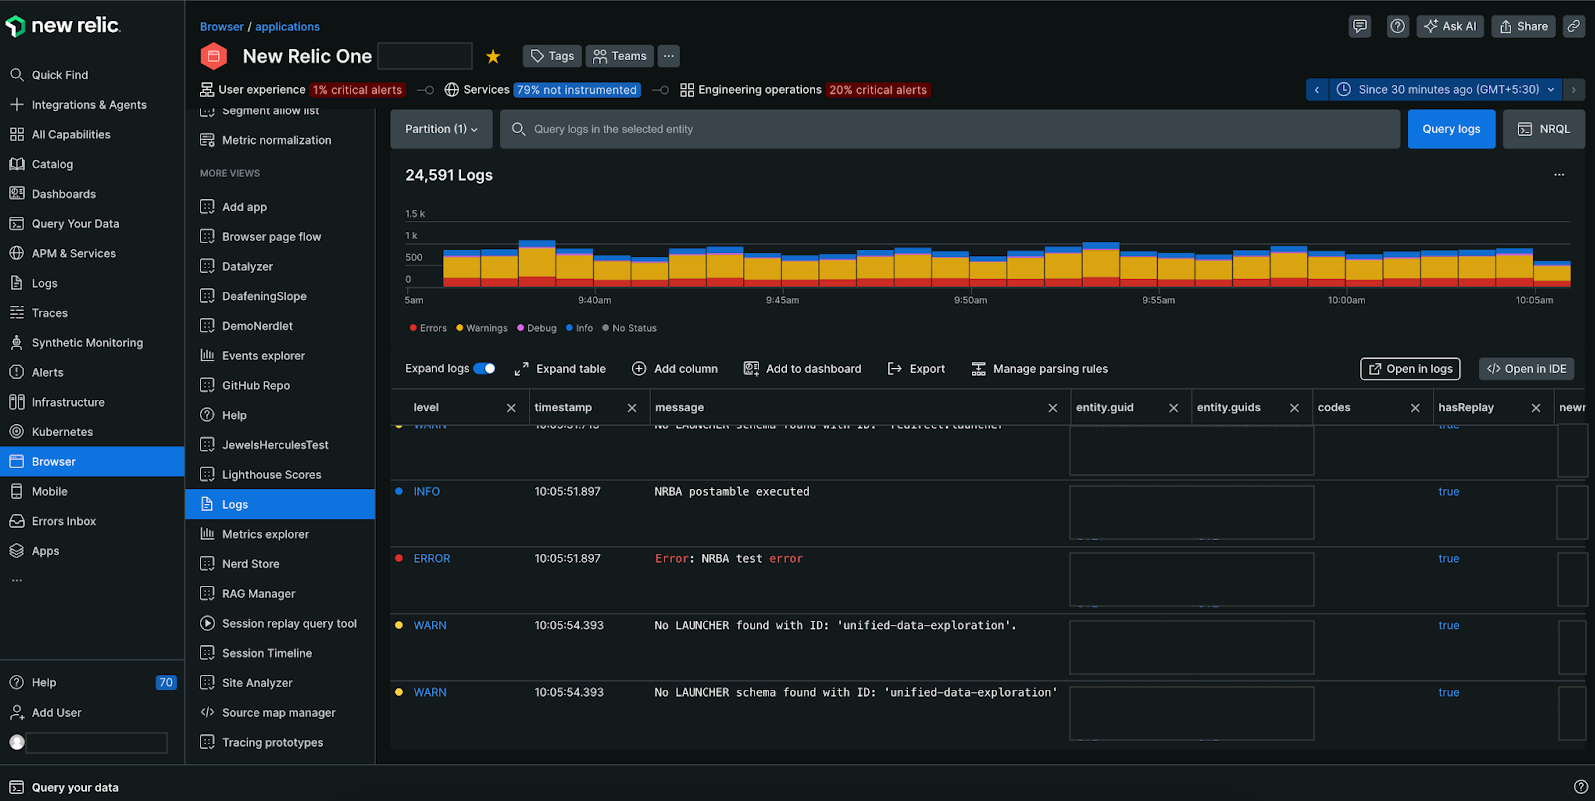 new relic.
Quick Find
Integrations & Agents
All Capabilities
Catalog
Dashboards
Query Your Data
APM & Services
Logs
Traces
Synthetic Monitoring
Alerts
Infrastructure
Kubernetes
Browser
Mobile
Errors Inbox
Apps
...
Help 70
Add User
Browser / applications
New Relic One
Tags
Teams
...
Ask AI
Share
User experience 1% critical alerts
Services 79% not instrumented
Engineering operations 20% critical alerts
Since 30 minutes ago (GMT+5:30)
Segment allow list
Metric normalization
MORE VIEWS
Add app
Browser page flow
Datalyzer
DeafeningSlope
DemoNerdlet
Events explorer
GitHub Repo
Help
JewelsHerculesTest
Lighthouse Scores
Logs
Metrics explorer
Nerd Store
RAG Manager
Session replay query tool
Session Timeline
Site Analyzer
Source map manager
Tracing prototypes
Partition (1)
Query logs in the selected entity
Query logs
NRQL
24,591 Logs
...
1.5 k
1 k
500
0
5am 9:40am 9:45am 9:50am 9:55am 10:00am 10:05am
Errors Warnings Debug Info No Status
Expand logs Expand table Add column Add to dashboard Export Manage parsing rules Open in logs Open in IDE
level timestamp message entity.guid entity.guids codes hasReplay newr
WARN 10:05:51.713 No LAUNCHER schema found with ID: 'redirect.launcher' true
INFO 10:05:51.897 NRBA postamble executed true
ERROR 10:05:51.897 Error: NRBA test error true
WARN 10:05:54.393 No LAUNCHER found with ID: 'unified-data-exploration'. true
WARN 10:05:54.393 No LAUNCHER schema found with ID: 'unified-data-exploration' true
Query your data